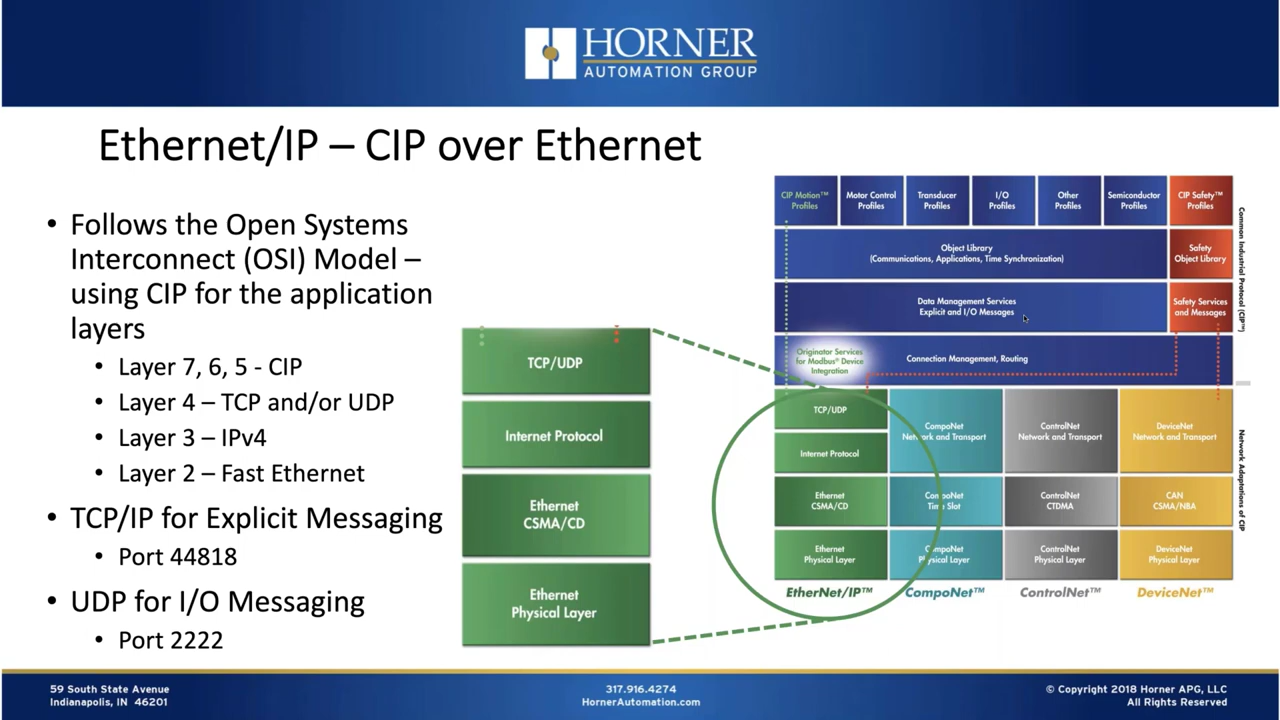 HORNER
AUTOMATION GROUP
Ethernet/IP – CIP over Ethernet
• Follows the Open Systems
Interconnect (OSI) Model –
using CIP for the application
layers
• Layer 7, 6, 5 - CIP
• Layer 4 – TCP and/or UDP
• Layer 3 – IPv4
• Layer 2 – Fast Ethernet
• TCP/IP for Explicit Messaging
• Port 44818
• UDP for I/O Messaging
• Port 2222
TCP/UDP
Internet Protocol
Ethernet
CSMA/CD
Ethernet
Physical Layer
CIP Motion™
Profiles
Motor Control
Profiles
Transducer
Profiles
I/O
Profiles
Other
Profiles
Semiconductor
Profiles
CIP Safety™
Profiles
Object Library
(Communications, Applications, Time Synchronization)
Safety
Object Library
Data Management Services
Explicit and I/O Messages
Safety Services
and Messages
Originator Services
for Modbus® Device
Integration
Connection Management, Routing
Common Industrial Protocol (CIP™)
TCP/UDP
Internet Protocol
CompoNet
Network and Transport
ControlNet
Network and Transport
DeviceNet
Network and Transport
Ethernet
CSMA/CD
CompoNet
Time Slot
ControlNet
CTDMA
CAN
CSMA/NBA
Ethernet
Physical Layer
CompoNet
Physical Layer
ControlNet
Physical Layer
DeviceNet
Physical Layer
Network Adaptations of CIP
EtherNet/IP™
CompoNet™
ControlNet™
DeviceNet™
59 South State Avenue
Indianapolis, IN 46201
317.916.4274
HornerAutomation.com
© Copyright 2018 Horner APG, LLC
All Rights Reserved